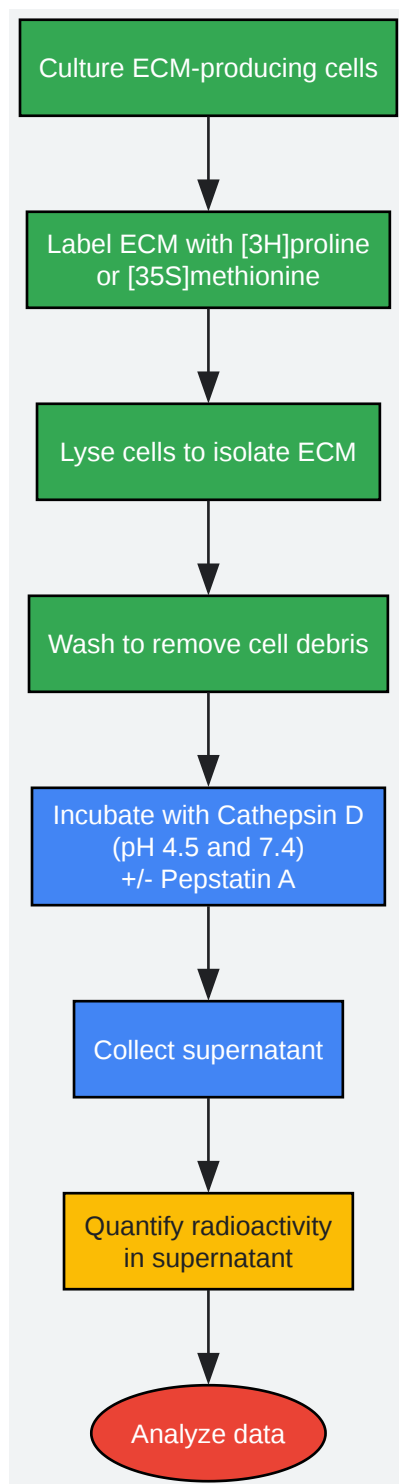 Culture ECM-producing cells
Label ECM with [3H]proline
or [35S]methionine
Lyse cells to isolate ECM
Wash to remove cell debris
Incubate with Cathepsin D
(pH 4.5 and 7.4)
+/- Pepstatin A
Collect supernatant
Quantify radioactivity
in supernatant
Analyze data